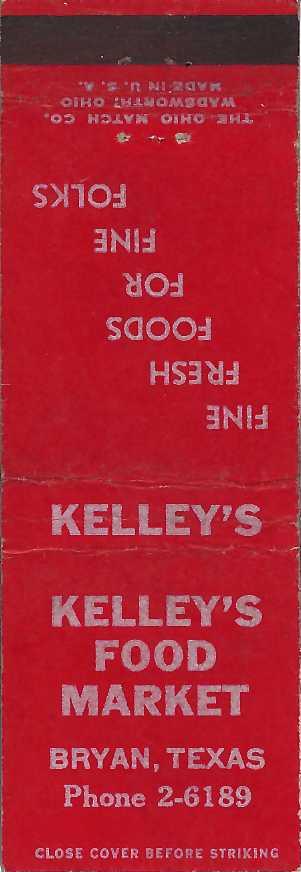 THE OHIO MATCH CO.
WADSWORTH, OHIO
MADE IN U. S. A.
FINE
FRESH
FOODS
FOR
FINE
FOLKS
KELLEY'S
KELLEY'S
FOOD
MARKET
BRYAN, TEXAS
Phone 2-6189
CLOSE COVER BEFORE STRIKING